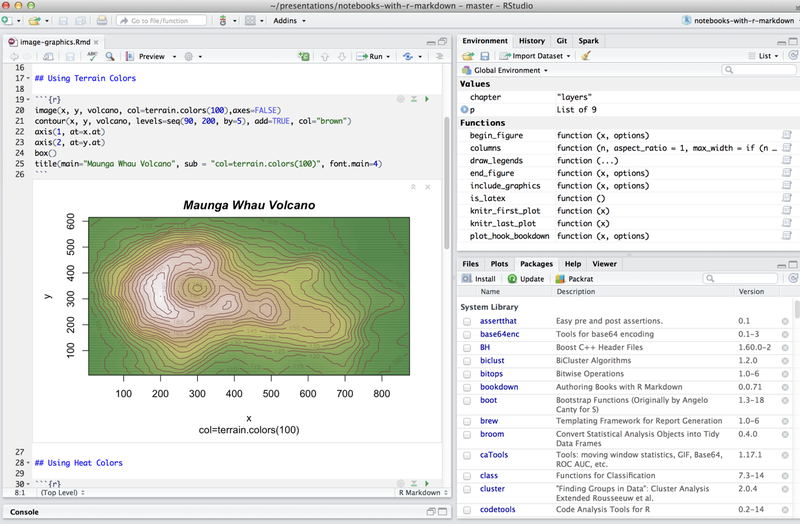 ~/presentations/notebooks-with-r-markdown - master - RStudio
Go to file/function
Addins
notebooks-with-r-markdown
image-graphics.Rmd
ABC
Preview
Run
16
17 ## Using Terrain Colors
18
19 ```{r}
20 image(x, y, volcano, col=terrain.colors(100),axes=FALSE)
21 contour(x, y, volcano, levels=seq(90, 200, by=5), add=TRUE, col="brown")
22 axis(1, at=x.at)
23 axis(2, at=y.at)
24 box()
25 title(main="Maunga Whau Volcano", sub = "col=terrain.colors(100)", font.main=4)
26 ```
Maunga Whau Volcano
y
600
500
400
300
200
100
100 200 300 400 500 600 700 800
x
col=terrain.colors(100)
27
28 ## Using Heat Colors
29
30 ```{r}
8:1 (Top Level) R Markdown
Console
Environment History Git Spark
Import Dataset List
Global Environment
Values
chapter "layers"
p List of 9
Functions
begin_figure function (x, options)
columns function (n, aspect_ratio = 1, max_width = if (n …
draw_legends function (...)
end_figure function (x, options)
include_graphics function (x, options)
is_latex function ()
knitr_first_plot function (x)
knitr_last_plot function (x)
plot_hook_bookdown function (x, options)
Files Plots Packages Help Viewer
Install Update Packrat
Name Description Version
System Library
assertthat Easy pre and post assertions. 0.1
base64enc Tools for base64 encoding 0.1-3
BH Boost C++ Header Files 1.60.0-2
biclust BiCluster Algorithms 1.2.0
bitops Bitwise Operations 1.0-6
bookdown Authoring Books with R Markdown 0.0.71
boot Bootstrap Functions (Originally by Angelo
Canty for S) 1.3-18
brew Templating Framework for Report Generation 1.0-6
broom Convert Statistical Analysis Objects into Tidy
Data Frames 0.4.0
caTools Tools: moving window statistics, GIF, Base64,
ROC AUC, etc. 1.17.1
class Functions for Classification 7.3-14
cluster "Finding Groups in Data": Cluster Analysis
Extended Rousseeuw et al. 2.0.4
codetools Code Analysis Tools for R 0.2-14